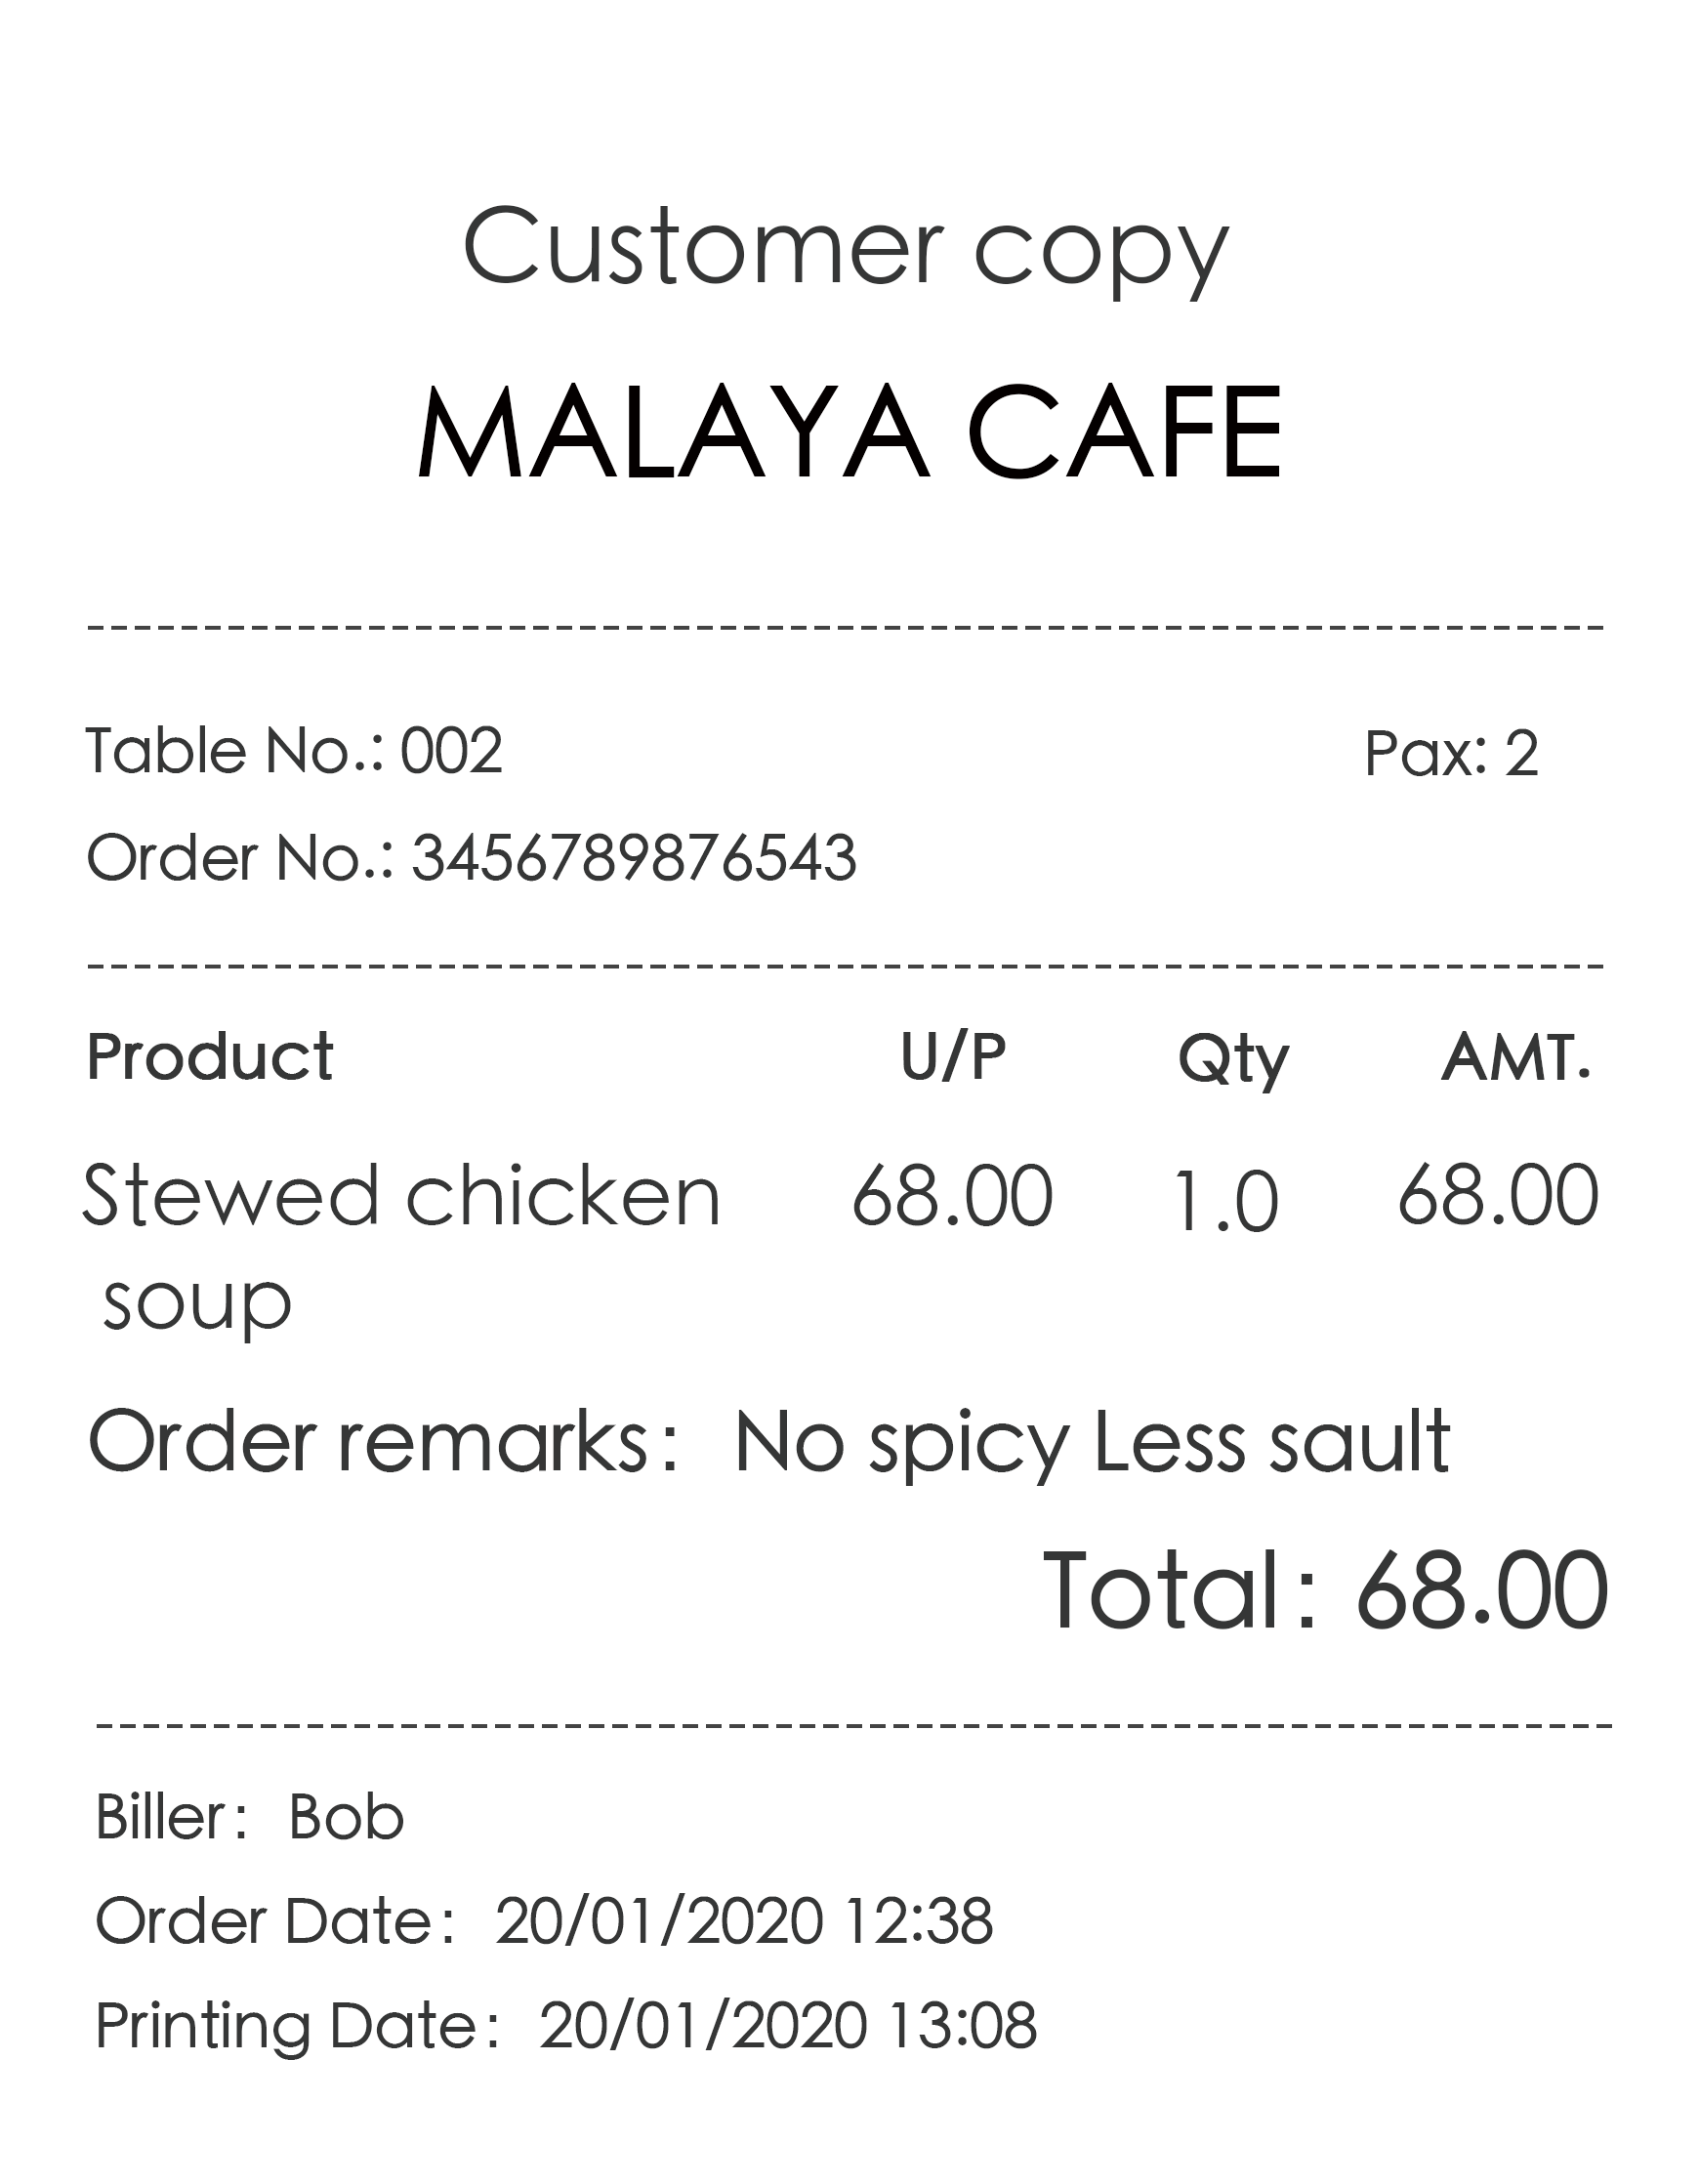 Customer copy
MALAYA CAFE
Table No.: 002 Pax: 2
Order No.: 3456789876543
Product U/P Qty AMT.
Stewed chicken 68.00 1.0 68.00
soup
Order remarks: No spicy Less sault
Total: 68.00
Biller: Bob
Order Date: 20/01/2020 12:38
Printing Date: 20/01/2020 13:08